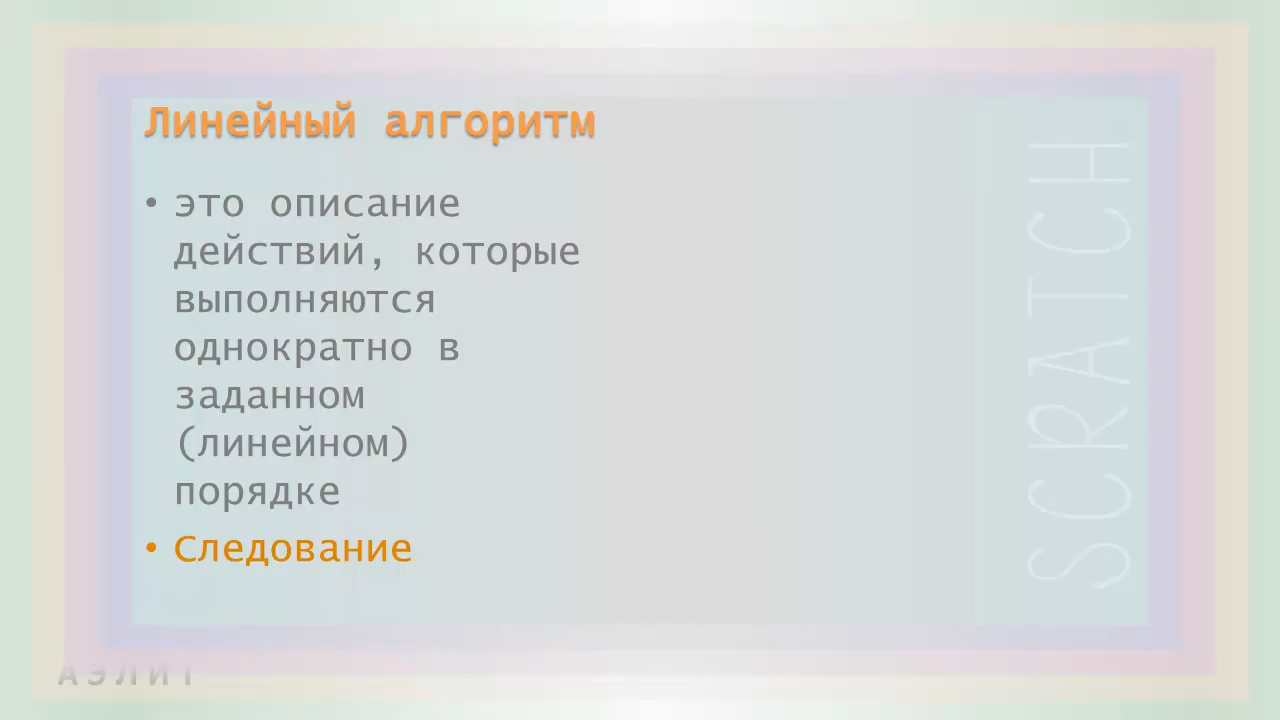 Линейный алгоритм
• это описание
действий, которые
выполняются
однократно в
заданном
(линейном)
порядке
• Следование
SCRATCH